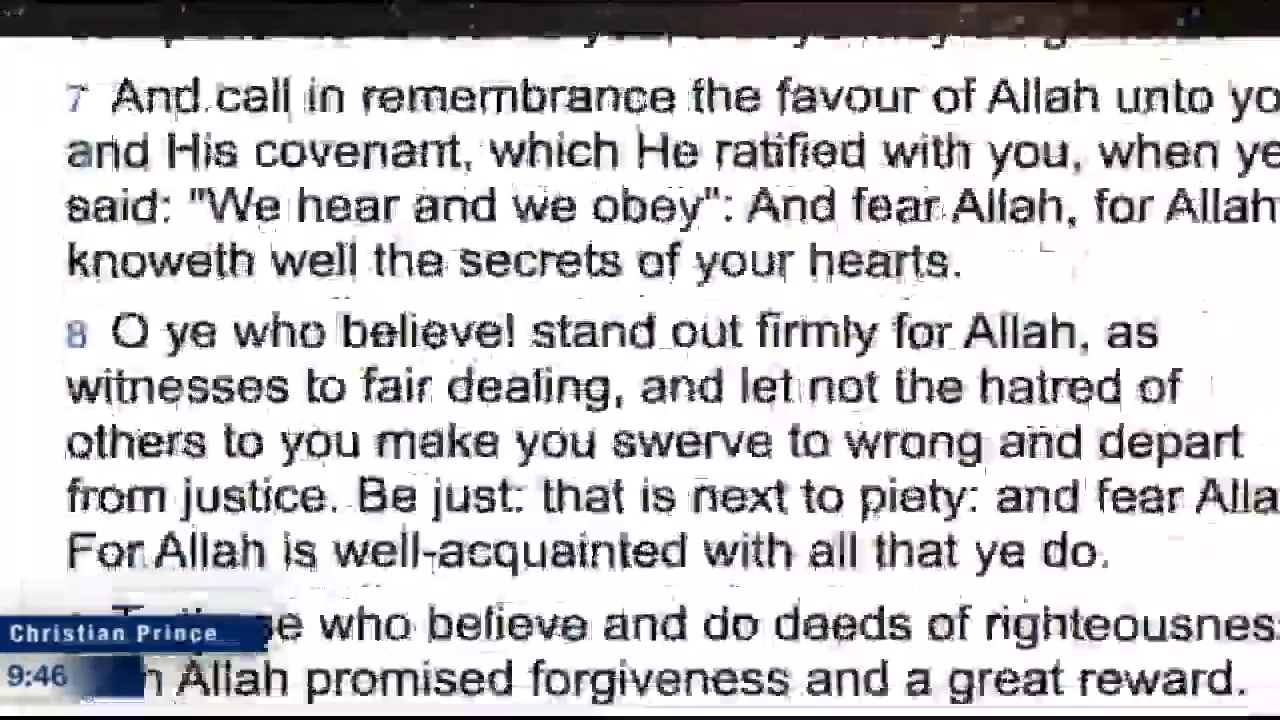 7 And call in remembrance the favour of Allah unto yo
and His covenant, which He ratified with you, when ye
said: "We hear and we obey": And fear Allah, for Allah
knoweth well the secrets of your hearts.
8 O ye who believe! stand out firmly for Allah, as
witnesses to fair dealing, and let not the hatred of
others to you make you swerve to wrong and depart
from justice. Be just: that is next to piety: and fear Alla
For Allah is well-acquainted with all that ye do.
who believe and do deeds of righteousness
Allah promised forgiveness and a great reward.
Christian Prince
9:46